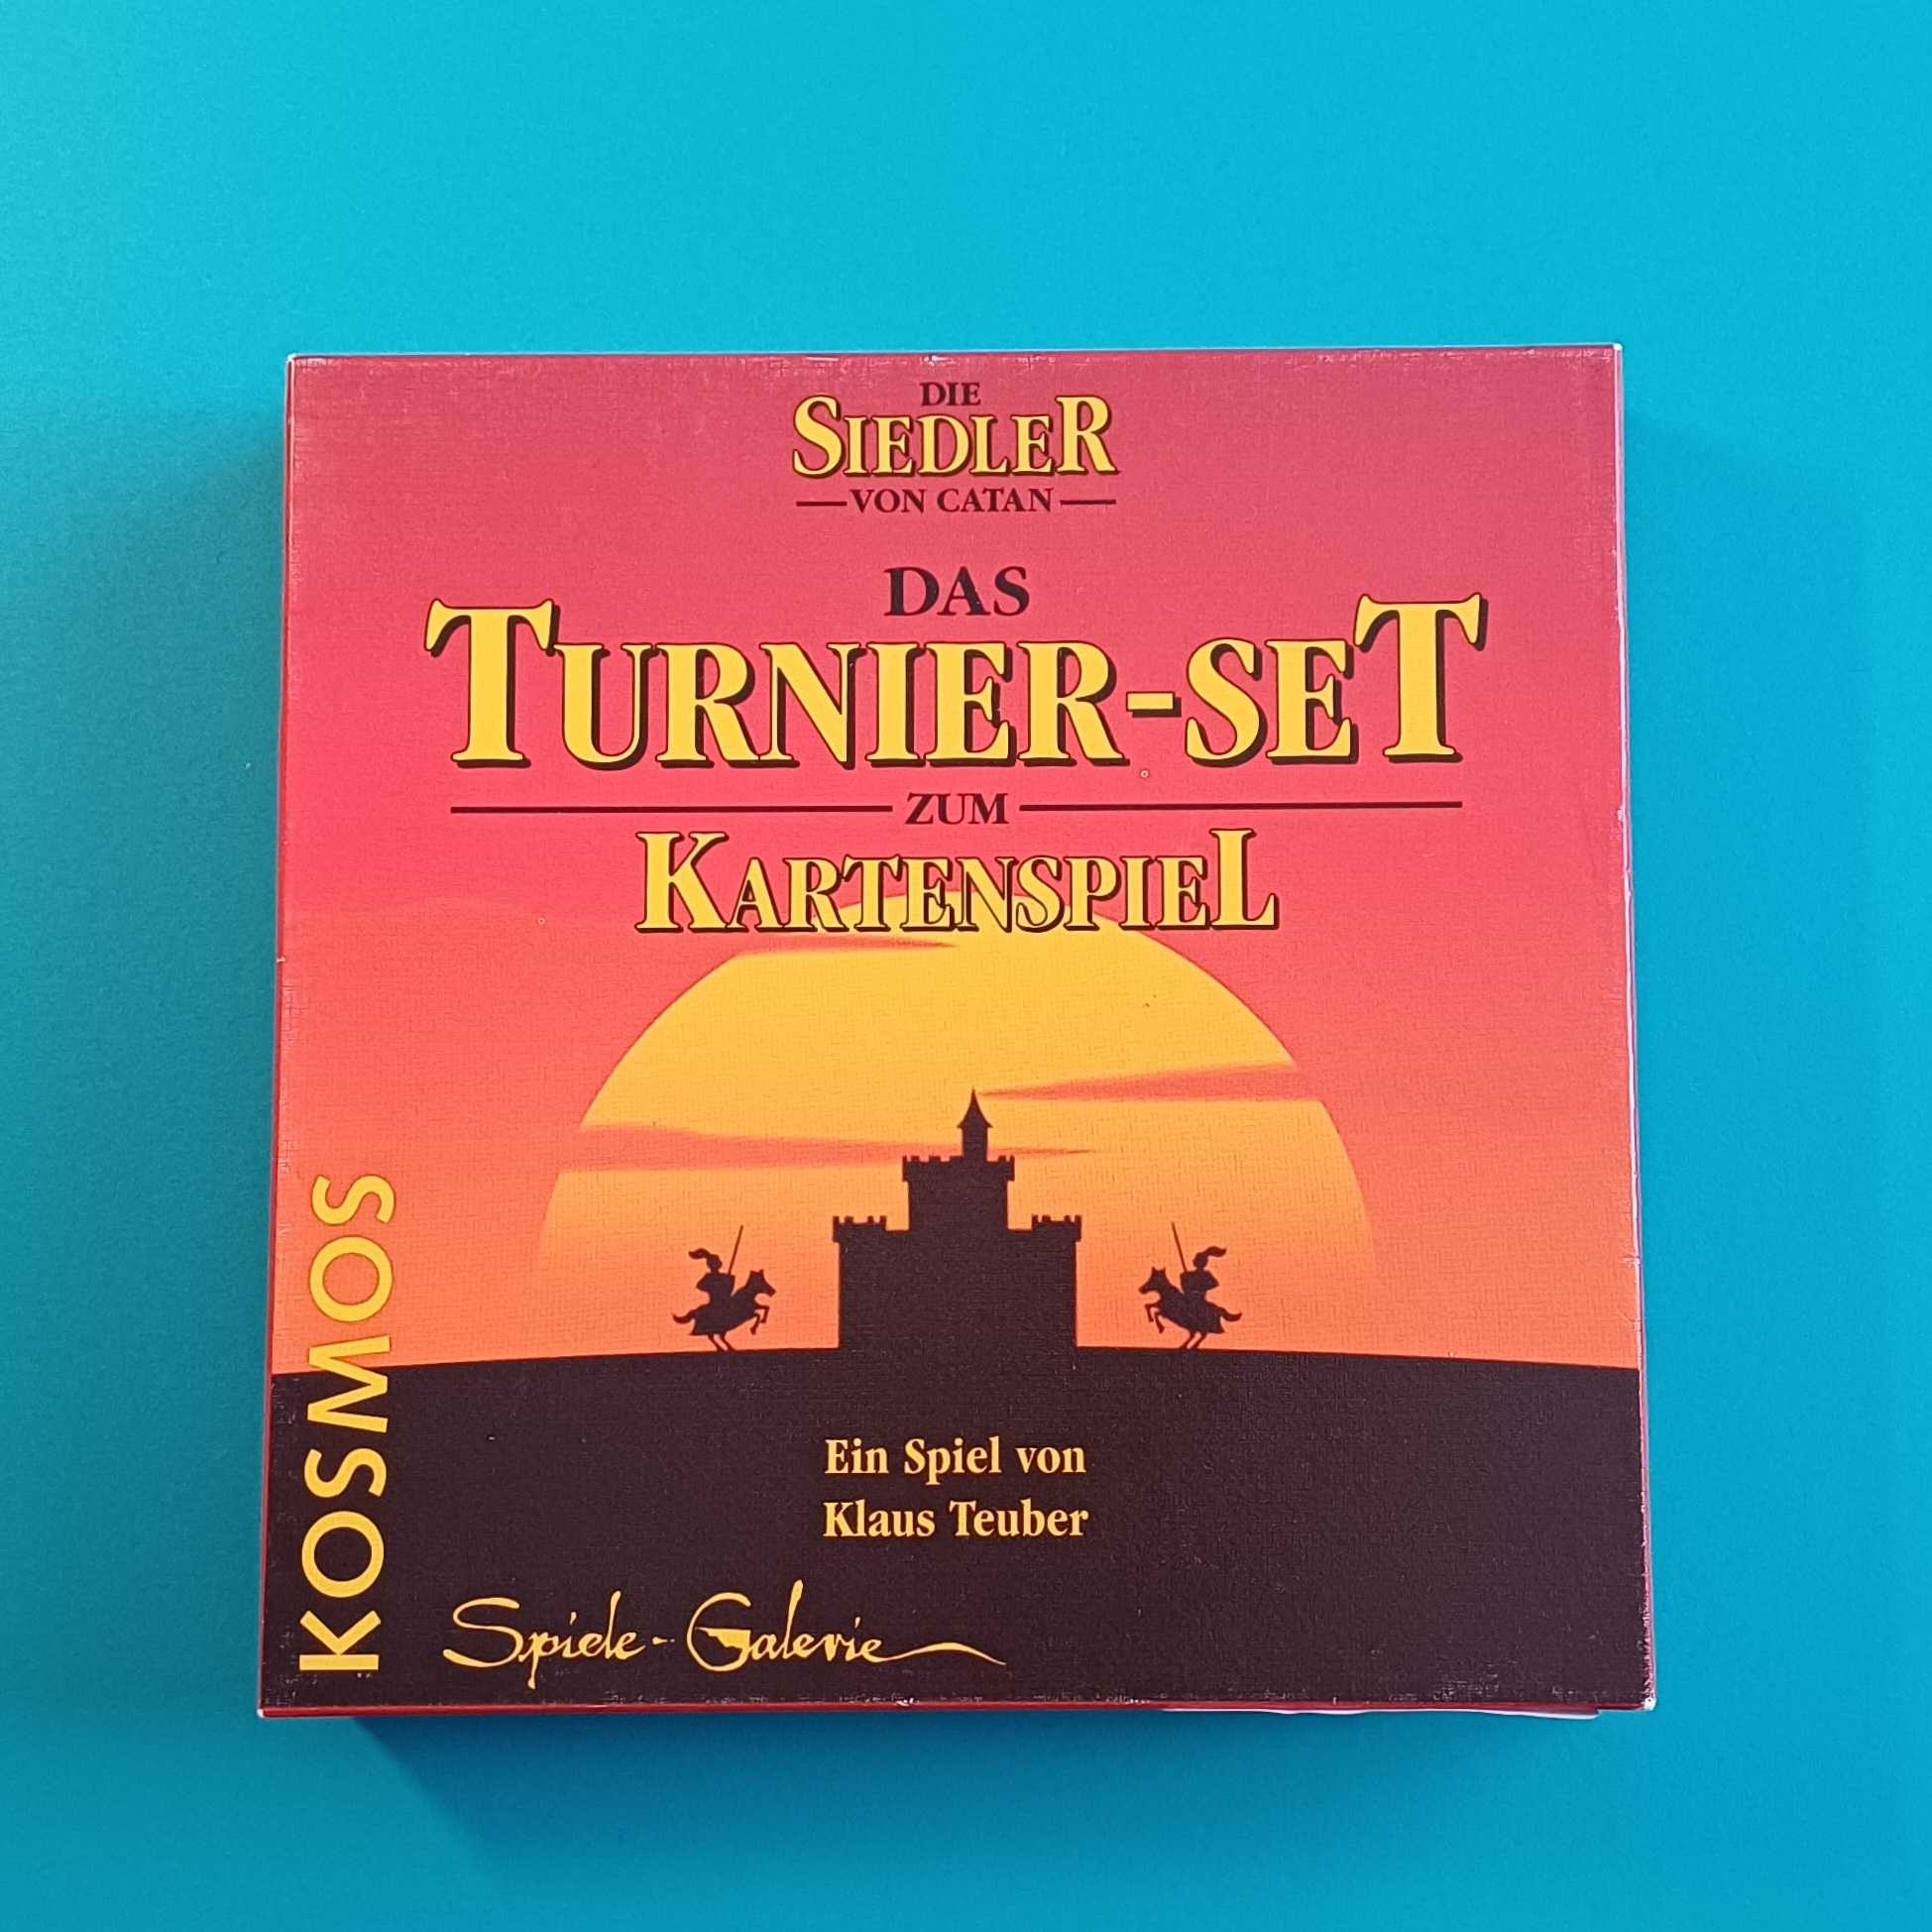 DIE
SIEDLER
VON CATAN
DAS
TURNIER-SET
ZUM
KARTENSPIEL
KOSMOS
Ein Spiel von
Klaus Teuber
Spiele-Galerie